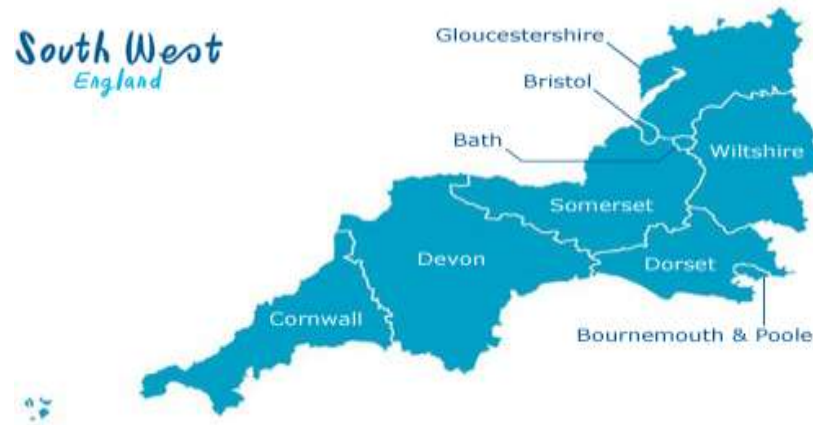 South West
England
Gloucestershire
Bristol
Bath
Wiltshire
Somerset
Devon
Dorset
Cornwall
Bournemouth & Poole